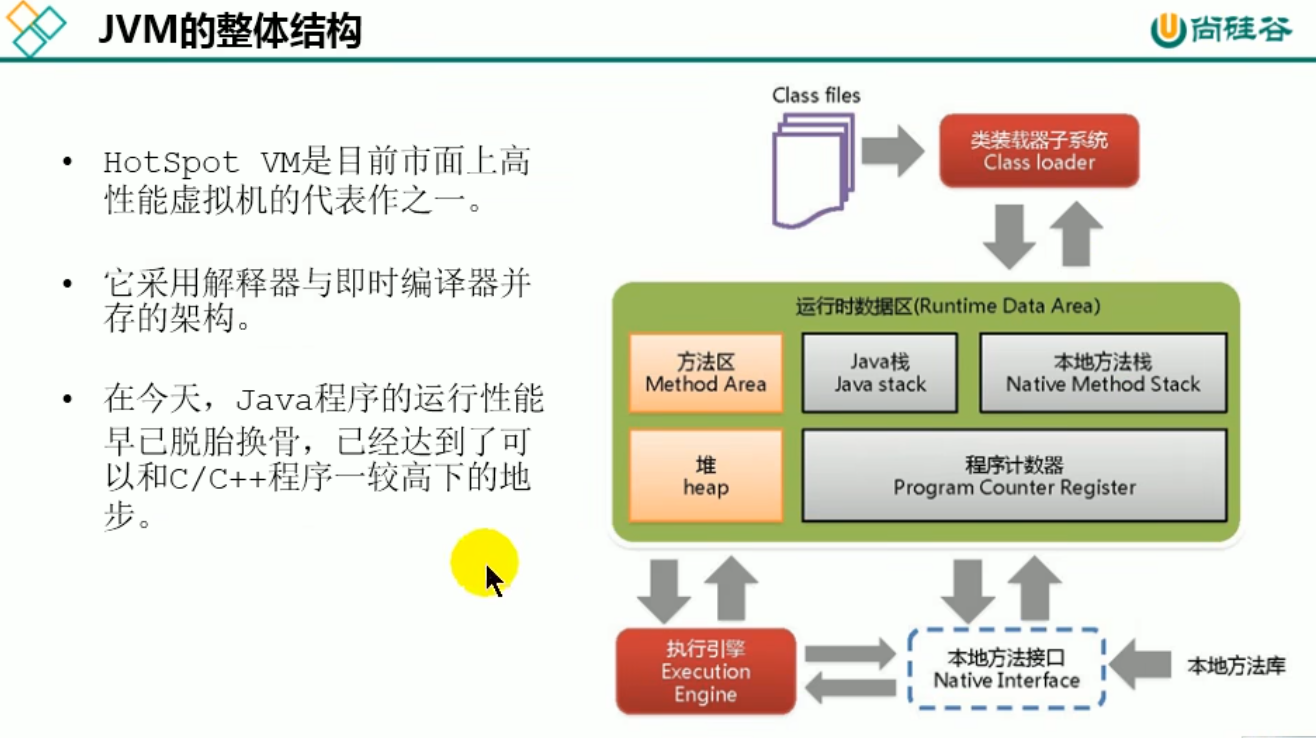 JVM的整体结构
尚硅谷
• HotSpot VM是目前市面上高
性能虚拟机的代表作之一。
• 它采用解释器与即时编译器并
存的架构。
• 在今天，Java程序的运行性能
早已脱胎换骨，已经达到了可
以和C/C++程序一较高下的地
步。
Class files
类装载器子系统
Class loader
运行时数据区(Runtime Data Area)
方法区
Method Area
Java栈
Java stack
本地方法栈
Native Method Stack
堆
heap
程序计数器
Program Counter Register
执行引擎
Execution
Engine
本地方法接口
Native Interface
本地方法库